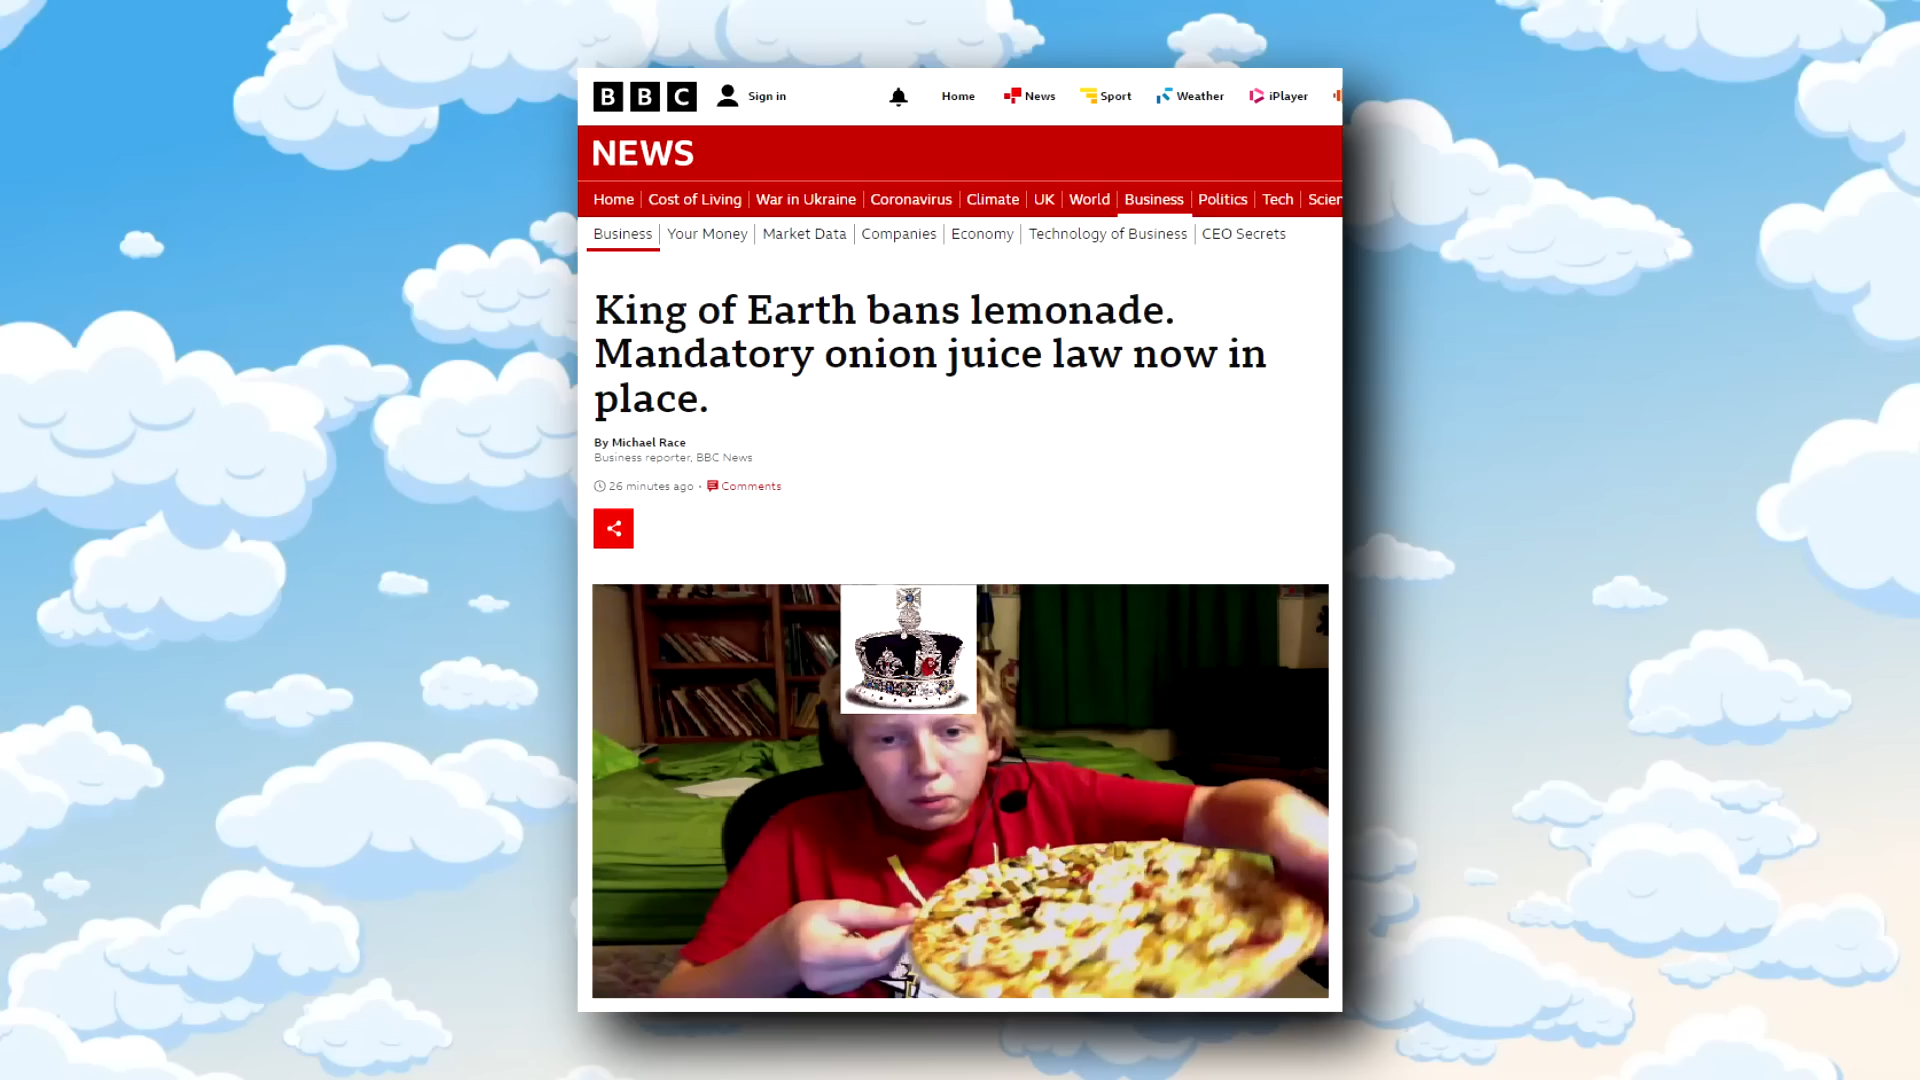 BBC Sign in Home News Sport Weather iPlayer
NEWS
Home Cost of Living War in Ukraine Coronavirus Climate UK World Business Politics Tech Scien
Business Your Money Market Data Companies Economy Technology of Business CEO Secrets
King of Earth bans lemonade.
Mandatory onion juice law now in
place.
By Michael Race
Business reporter, BBC News
26 minutes ago · Comments